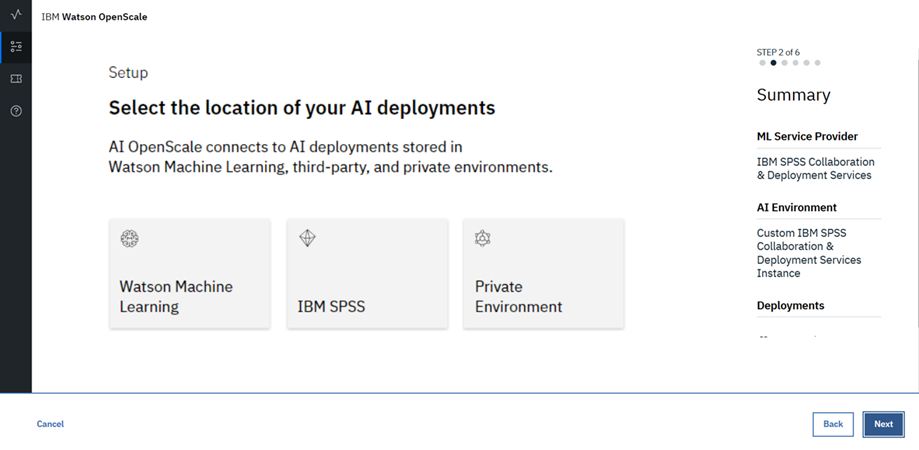 IBM Watson OpenScale
Setup
Select the location of your AI deployments
AI OpenScale connects to AI deployments stored in
Watson Machine Learning, third-party, and private environments.
Watson Machine
Learning
IBM SPSS
Private
Environment
STEP 2 of 6
Summary
ML Service Provider
IBM SPSS Collaboration
& Deployment Services
AI Environment
Custom IBM SPSS
Collaboration &
Deployment Services
Instance
Deployments
Cancel
Back
Next